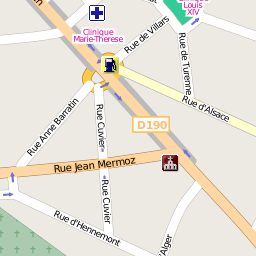 Louis
XIV
Clinique
Marie-Therese
Rue de Villars
Rue de Turenne
Rue d'Alsace
Rue Anne Barratin
Rue Cuvier
D190
Rue Jean Mermoz
Rue Cuvier
Rue d'Hennemont
d'Alger